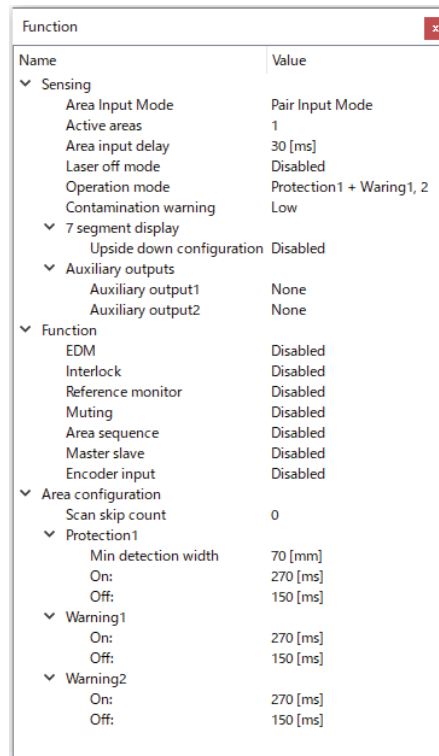 Function
Name Value
Sensing
Area Input Mode Pair Input Mode
Active areas 1
Area input delay 30 [ms]
Laser off mode Disabled
Operation mode Protection1 + Waring1, 2
Contamination warning Low
7 segment display
Upside down configuration Disabled
Auxiliary outputs
Auxiliary output1 None
Auxiliary output2 None
Function
EDM Disabled
Interlock Disabled
Reference monitor Disabled
Muting Disabled
Area sequence Disabled
Master slave Disabled
Encoder input Disabled
Area configuration
Scan skip count 0
Protection1
Min detection width 70 [mm]
On: 270 [ms]
Off: 150 [ms]
Warning1
On: 270 [ms]
Off: 150 [ms]
Warning2
On: 270 [ms]
Off: 150 [ms]